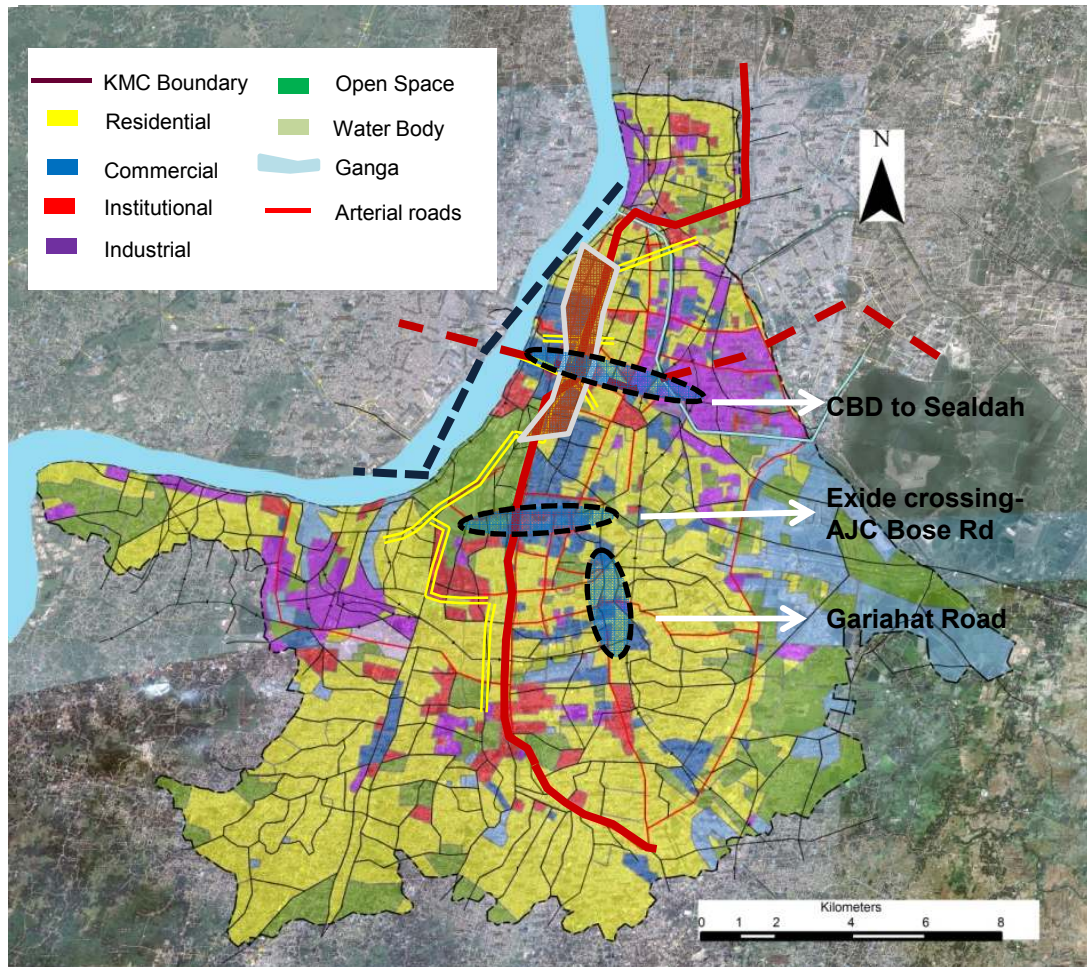 KMC Boundary
Residential
Commercial
Institutional
Industrial
Open Space
Water Body
Ganga
Arterial roads
N
CBD to Sealdah
Exide crossing-
AJC Bose Rd
Gariahat Road
Kilometers
0 1 2 4 6 8